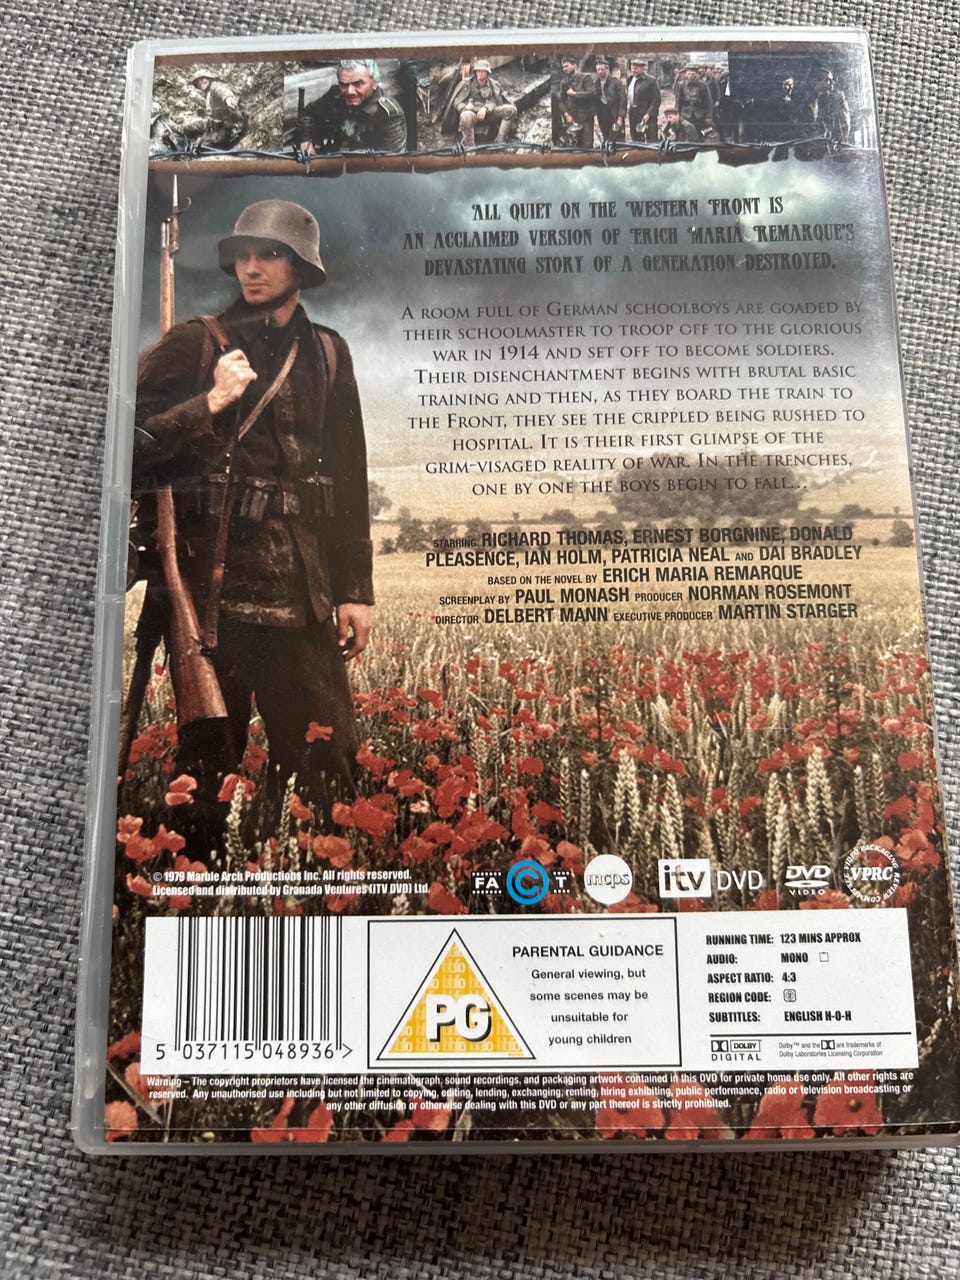 ALL QUIET ON THE WESTERN FRONT IS
AN ACCLAIMED VERSION OF ERICH MARIA REMARQUE'S
DEVASTATING STORY OF A GENERATION DESTROYED.
A ROOM FULL OF GERMAN SCHOOLBOYS ARE GOADED BY
THEIR SCHOOLMASTER TO TROOP OFF TO THE GLORIOUS
WAR IN 1914 AND SET OFF TO BECOME SOLDIERS.
THEIR DISENCHANTMENT BEGINS WITH BRUTAL BASIC
TRAINING AND THEN, AS THEY BOARD THE TRAIN TO
THE FRONT, THEY SEE THE CRIPPLED BEING RUSHED TO
HOSPITAL. IT IS THEIR FIRST GLIMPSE OF THE
GRIM-VISAGED REALITY OF WAR. IN THE TRENCHES,
ONE BY ONE THE BOYS BEGIN TO FALL...
STARRING RICHARD THOMAS, ERNEST BORGNINE, DONALD
PLEASENCE, IAN HOLM, PATRICIA NEAL AND DAI BRADLEY
BASED ON THE NOVEL BY ERICH MARIA REMARQUE
SCREENPLAY BY PAUL MONASH PRODUCER NORMAN ROSEMONT
DIRECTOR DELBERT MANN EXECUTIVE PRODUCER MARTIN STARGER
© 1979 Marble Arch Productions Inc. All rights reserved.
Licensed and distributed by Granada Ventures (ITV DVD) Ltd.
FA C T
mcps
itv DVD
DVD VIDEO
VPRC
5 037115 048936 >
PG
PARENTAL GUIDANCE
General viewing, but
some scenes may be
unsuitable for
young children
RUNNING TIME: 123 MINS APPROX
AUDIO: MONO
ASPECT RATIO: 4:3
REGION CODE:
SUBTITLES: ENGLISH H-O-H
DOLBY
DIGITAL
Dolby™ and the are trademarks of
Dolby Laboratories Licensing Corporation
Warning – The copyright proprietors have licensed the cinematograph, sound recordings, and packaging artwork contained in this DVD for private home use only. All other rights are
reserved. Any unauthorised use including but not limited to copying, editing, lending, exchanging, renting, hiring exhibiting, public performance, radio or television broadcasting or
any other diffusion or otherwise dealing with this DVD or any part thereof is strictly prohibited.